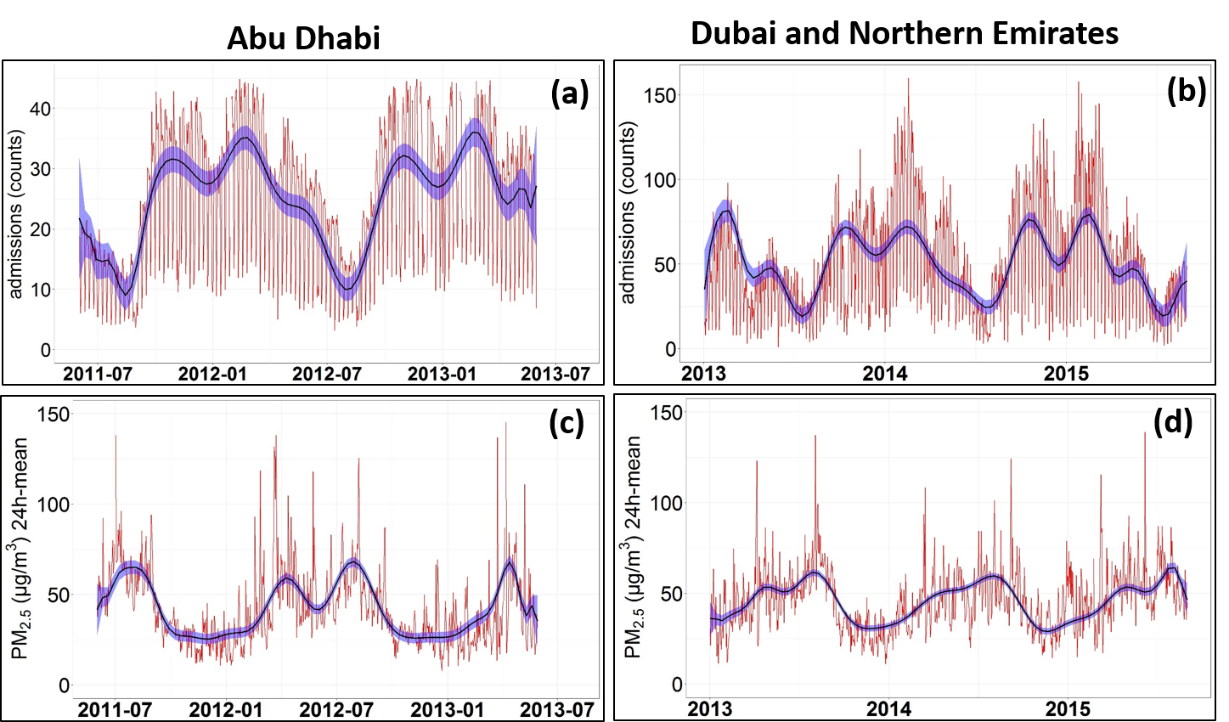 Abu Dhabi
Dubai and Northern Emirates
(a)
admissions (counts)
40
30
20
10
0
2011-07 2012-01 2012-07 2013-01 2013-07
(b)
admissions (counts)
150
100
50
0
2013 2014 2015
(c)
PM2.5 (µg/m³) 24h-mean
150
100
50
0
2011-07 2012-01 2012-07 2013-01 2013-07
(d)
PM2.5 (µg/m³) 24h-mean
150
100
50
0
2013 2014 2015